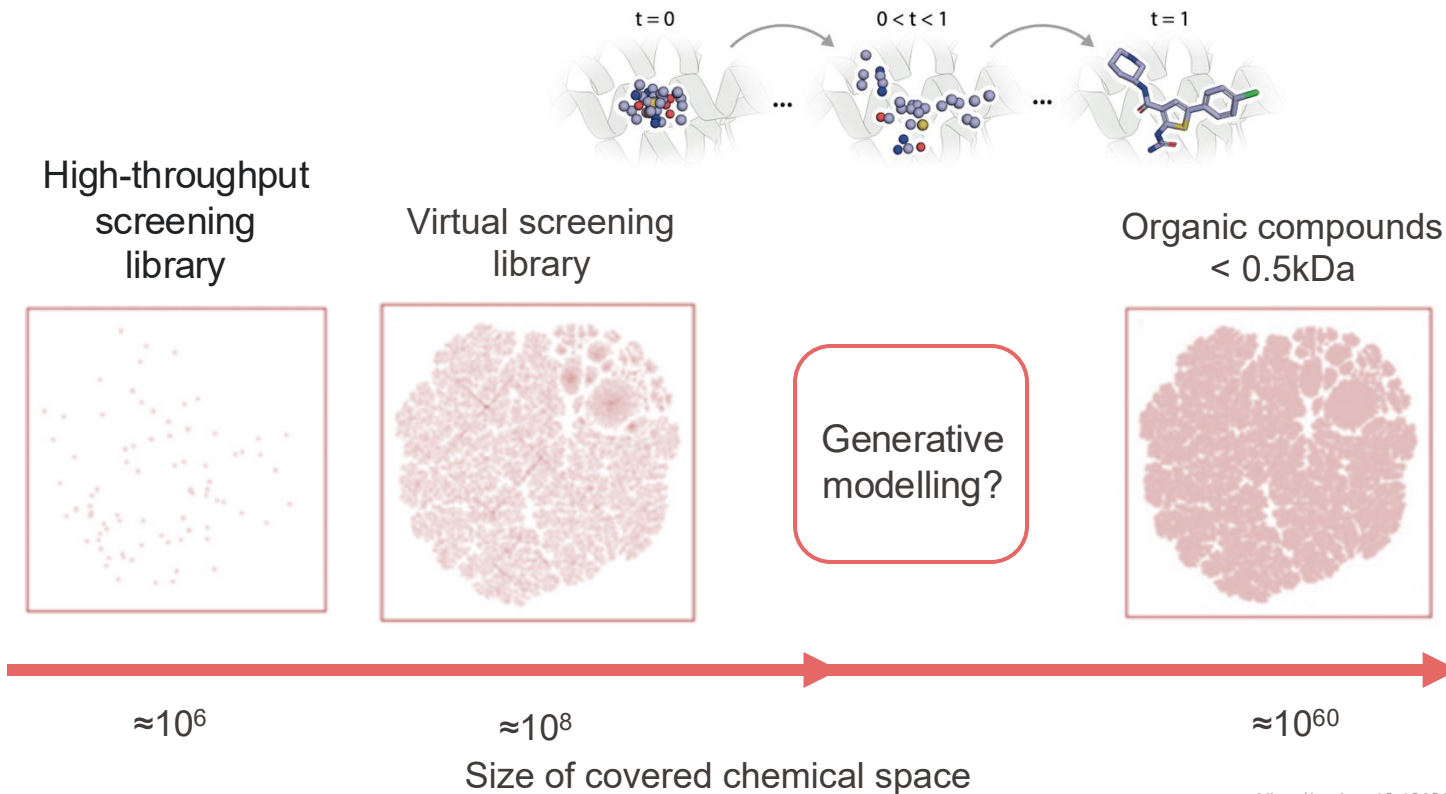 t = 0
0 < t < 1
t = 1
...
...
High-throughput
screening
library
Virtual screening
library
Organic compounds
< 0.5kDa
Generative
modelling?
≈10⁶
≈10⁸
≈10⁶⁰
Size of covered chemical space